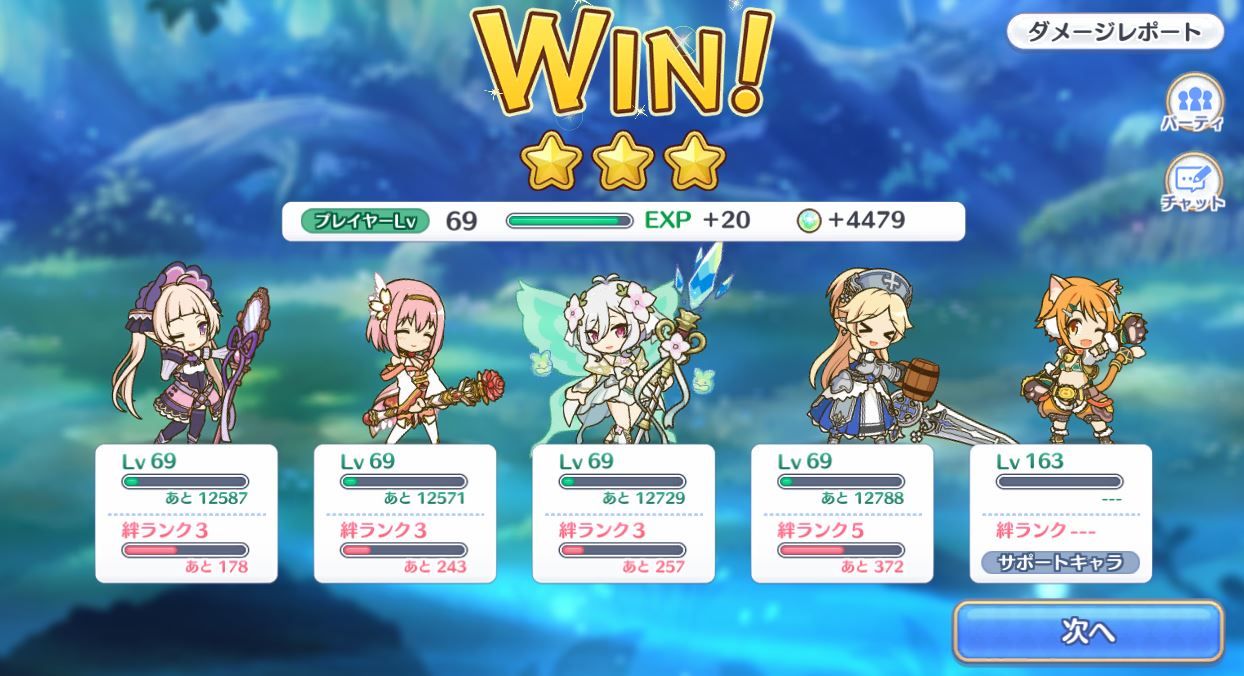 WIN!
ダメージレポート
パーティ
チャット
プレイヤーLv 69 EXP +20 +4479
Lv 69
あと 12587
絆ランク 3
あと 178
Lv 69
あと 12571
絆ランク 3
あと 243
Lv 69
あと 12729
絆ランク 3
あと 257
Lv 69
あと 12788
絆ランク 5
あと 372
Lv 163
---
絆ランク ---
サポートキャラ
次へ